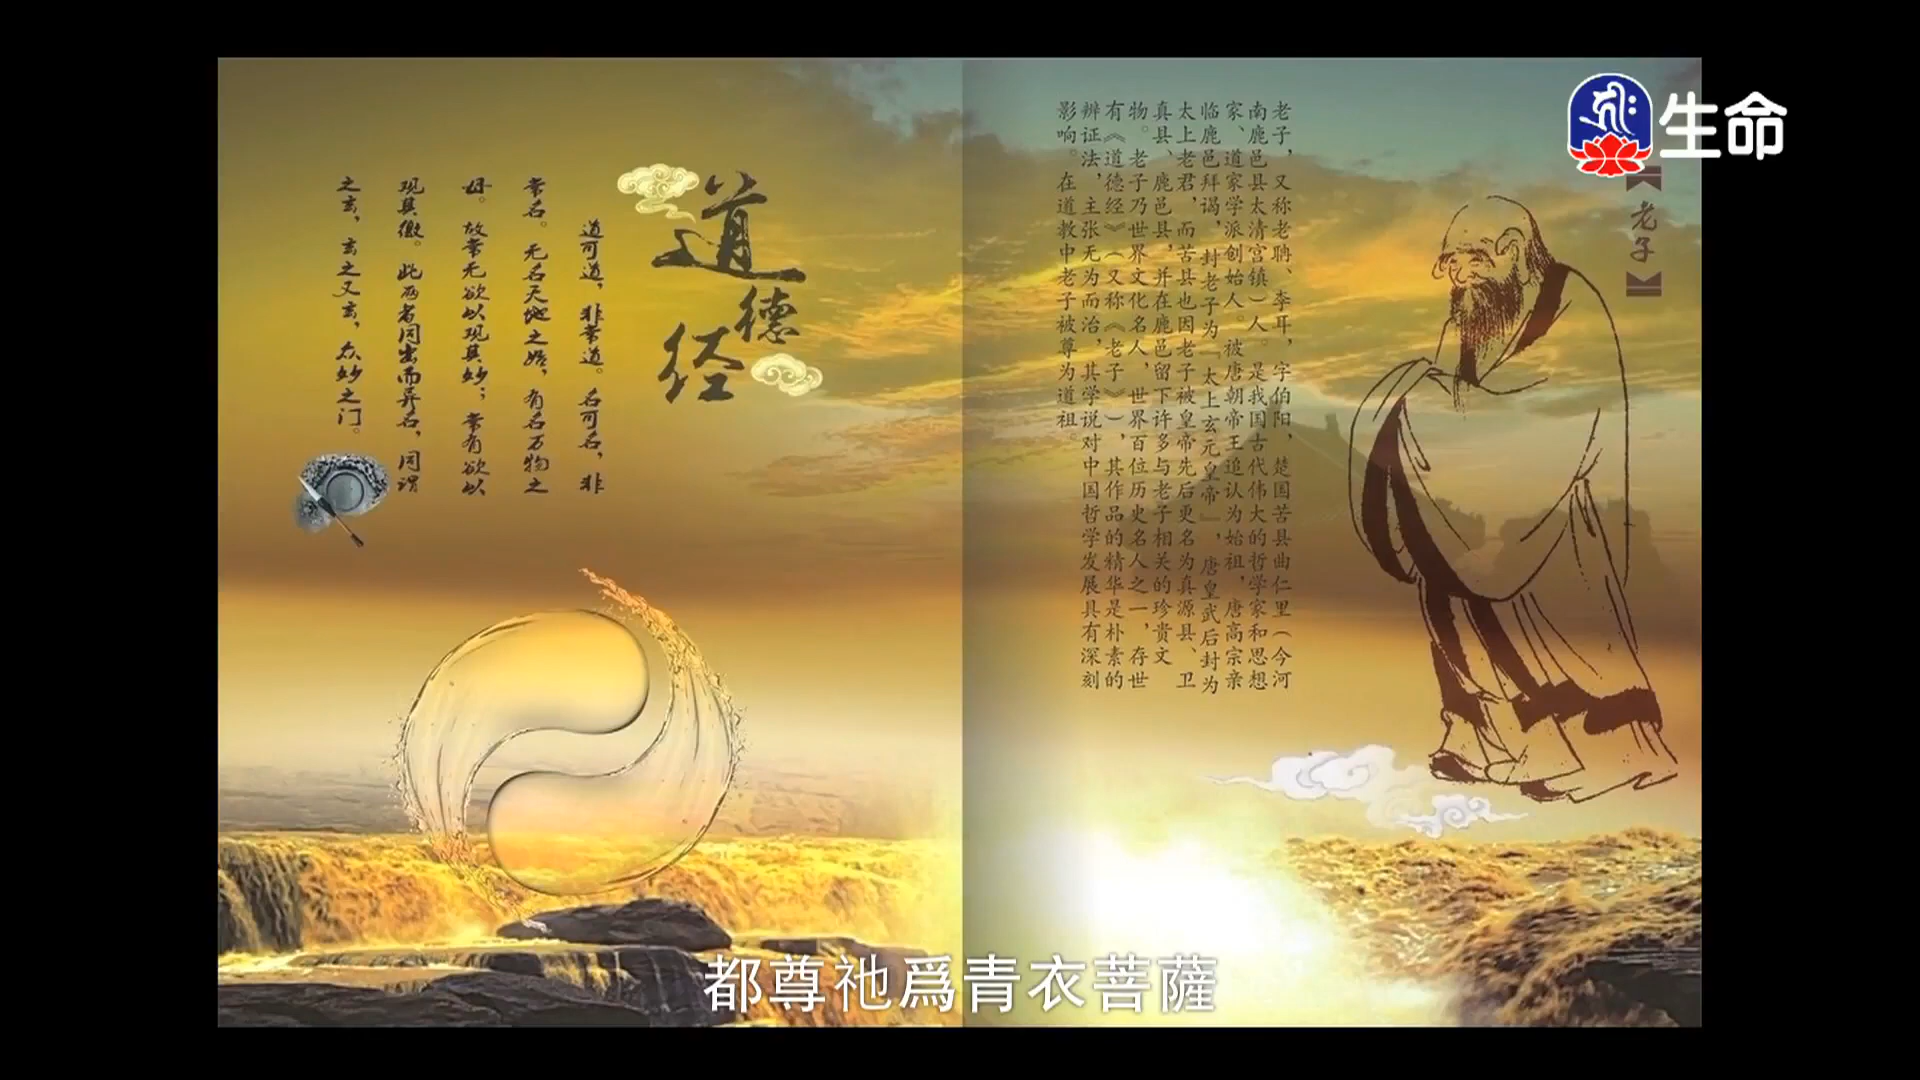 生命
【老子】
老子，又称老聃、李耳，字伯阳，楚国苦县曲仁里（今河
南鹿邑县太清宫镇）人。是我国古代伟大的哲学家和思想
家、道家学派创始人。被唐朝帝王追认为始祖，唐高宗亲
临鹿邑拜谒，封老子为『太上玄元皇帝』，唐皇武后封为
太上老君，而苦县也因老子被皇帝先后更名为真源县、卫
真县、鹿邑县，并在鹿邑留下许多与老子相关的珍贵文
物。老子乃世界文化名人，世界百位历史名人之一，存世
有《道德经》（又称《老子》），其作品的精华是朴素的
辨证法，主张无为而治，其学说对中国哲学发展具有深刻
影响。在道教中老子被尊为道祖。
道德经
道可道，非常道。名可名，非
常名。无名天地之始，有名万物之
母。故常无欲以观其妙；常有欲以
观其徼。此两者同出而异名，同谓
之玄，玄之又玄，众妙之门。
都尊祂爲青衣菩薩